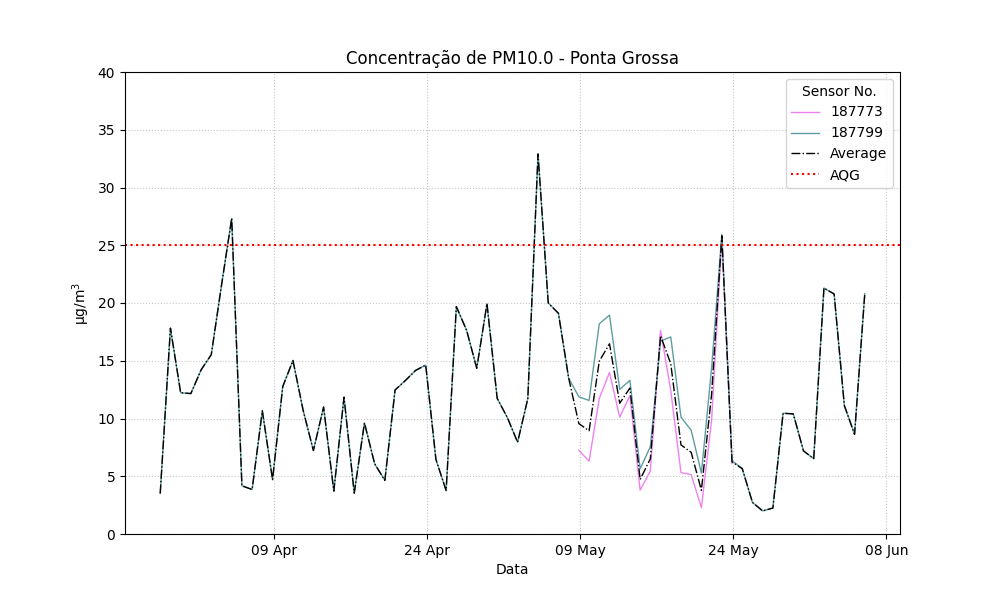 Concentração de PM10.0 - Ponta Grossa
40
35
30
25
20
15
10
5
0
µg/m³
Sensor No.
187773
187799
Average
AQG
09 Apr
24 Apr
09 May
24 May
08 Jun
Data